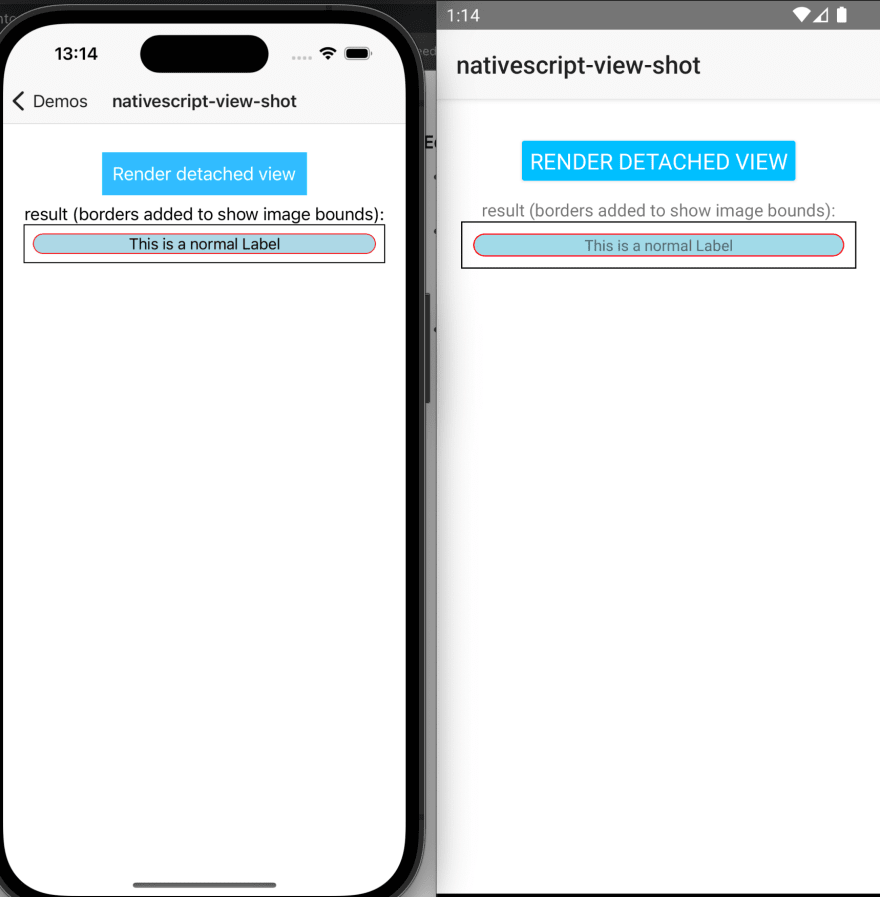 13:14
Demos
nativescript-view-shot
Render detached view
result (borders added to show image bounds):
This is a normal Label
1:14
nativescript-view-shot
RENDER DETACHED VIEW
result (borders added to show image bounds):
This is a normal Label